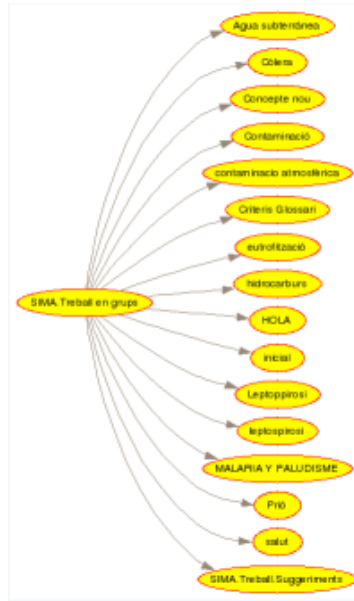 Agua subterránea
Còlera
Concepte nou
Contaminació
contaminacio atmosfèrica
Criteris Glossari
eutrofització
hidrocarburs
SIMA.Treball en grups
HOLA
inicial
Leptoppirosi
leptospirosi
MALARIA Y PALUDISME
Prió
salut
SIMA.Treball.Suggeriments